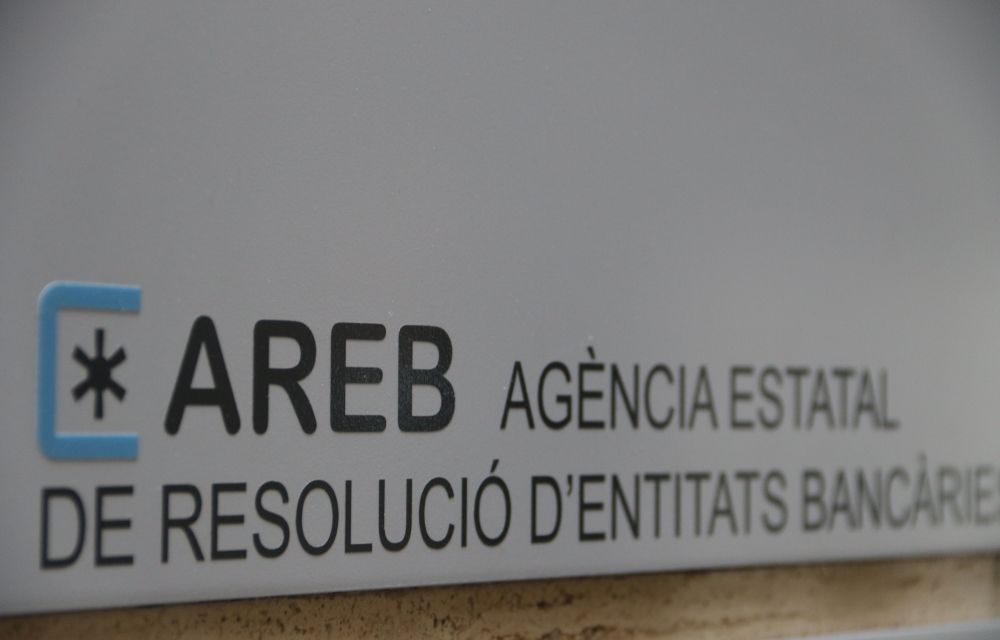 AREB AGÈNCIA ESTATAL
DE RESOLUCIÓ D'ENTITATS BANCÀRIE